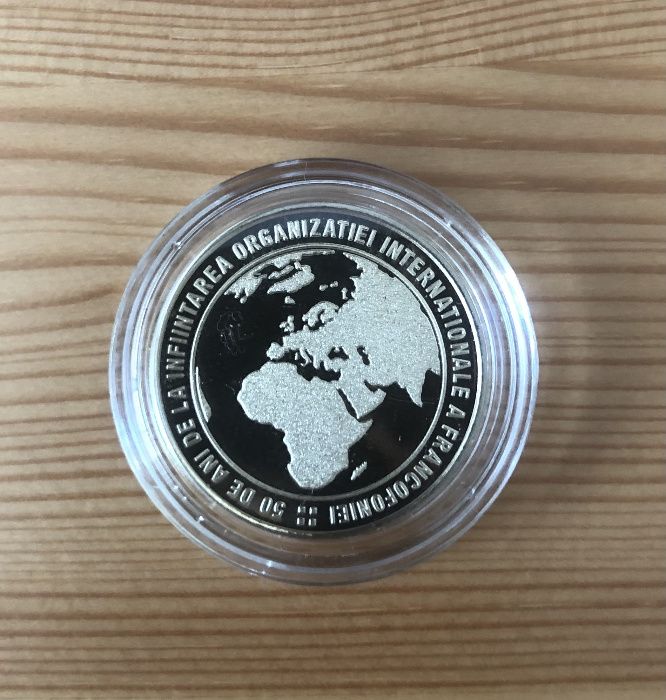 50 DE ANI DE LA ÎNFIINȚAREA ORGANIZAȚIEI INTERNAȚIONALE A FRANCOFONIEI